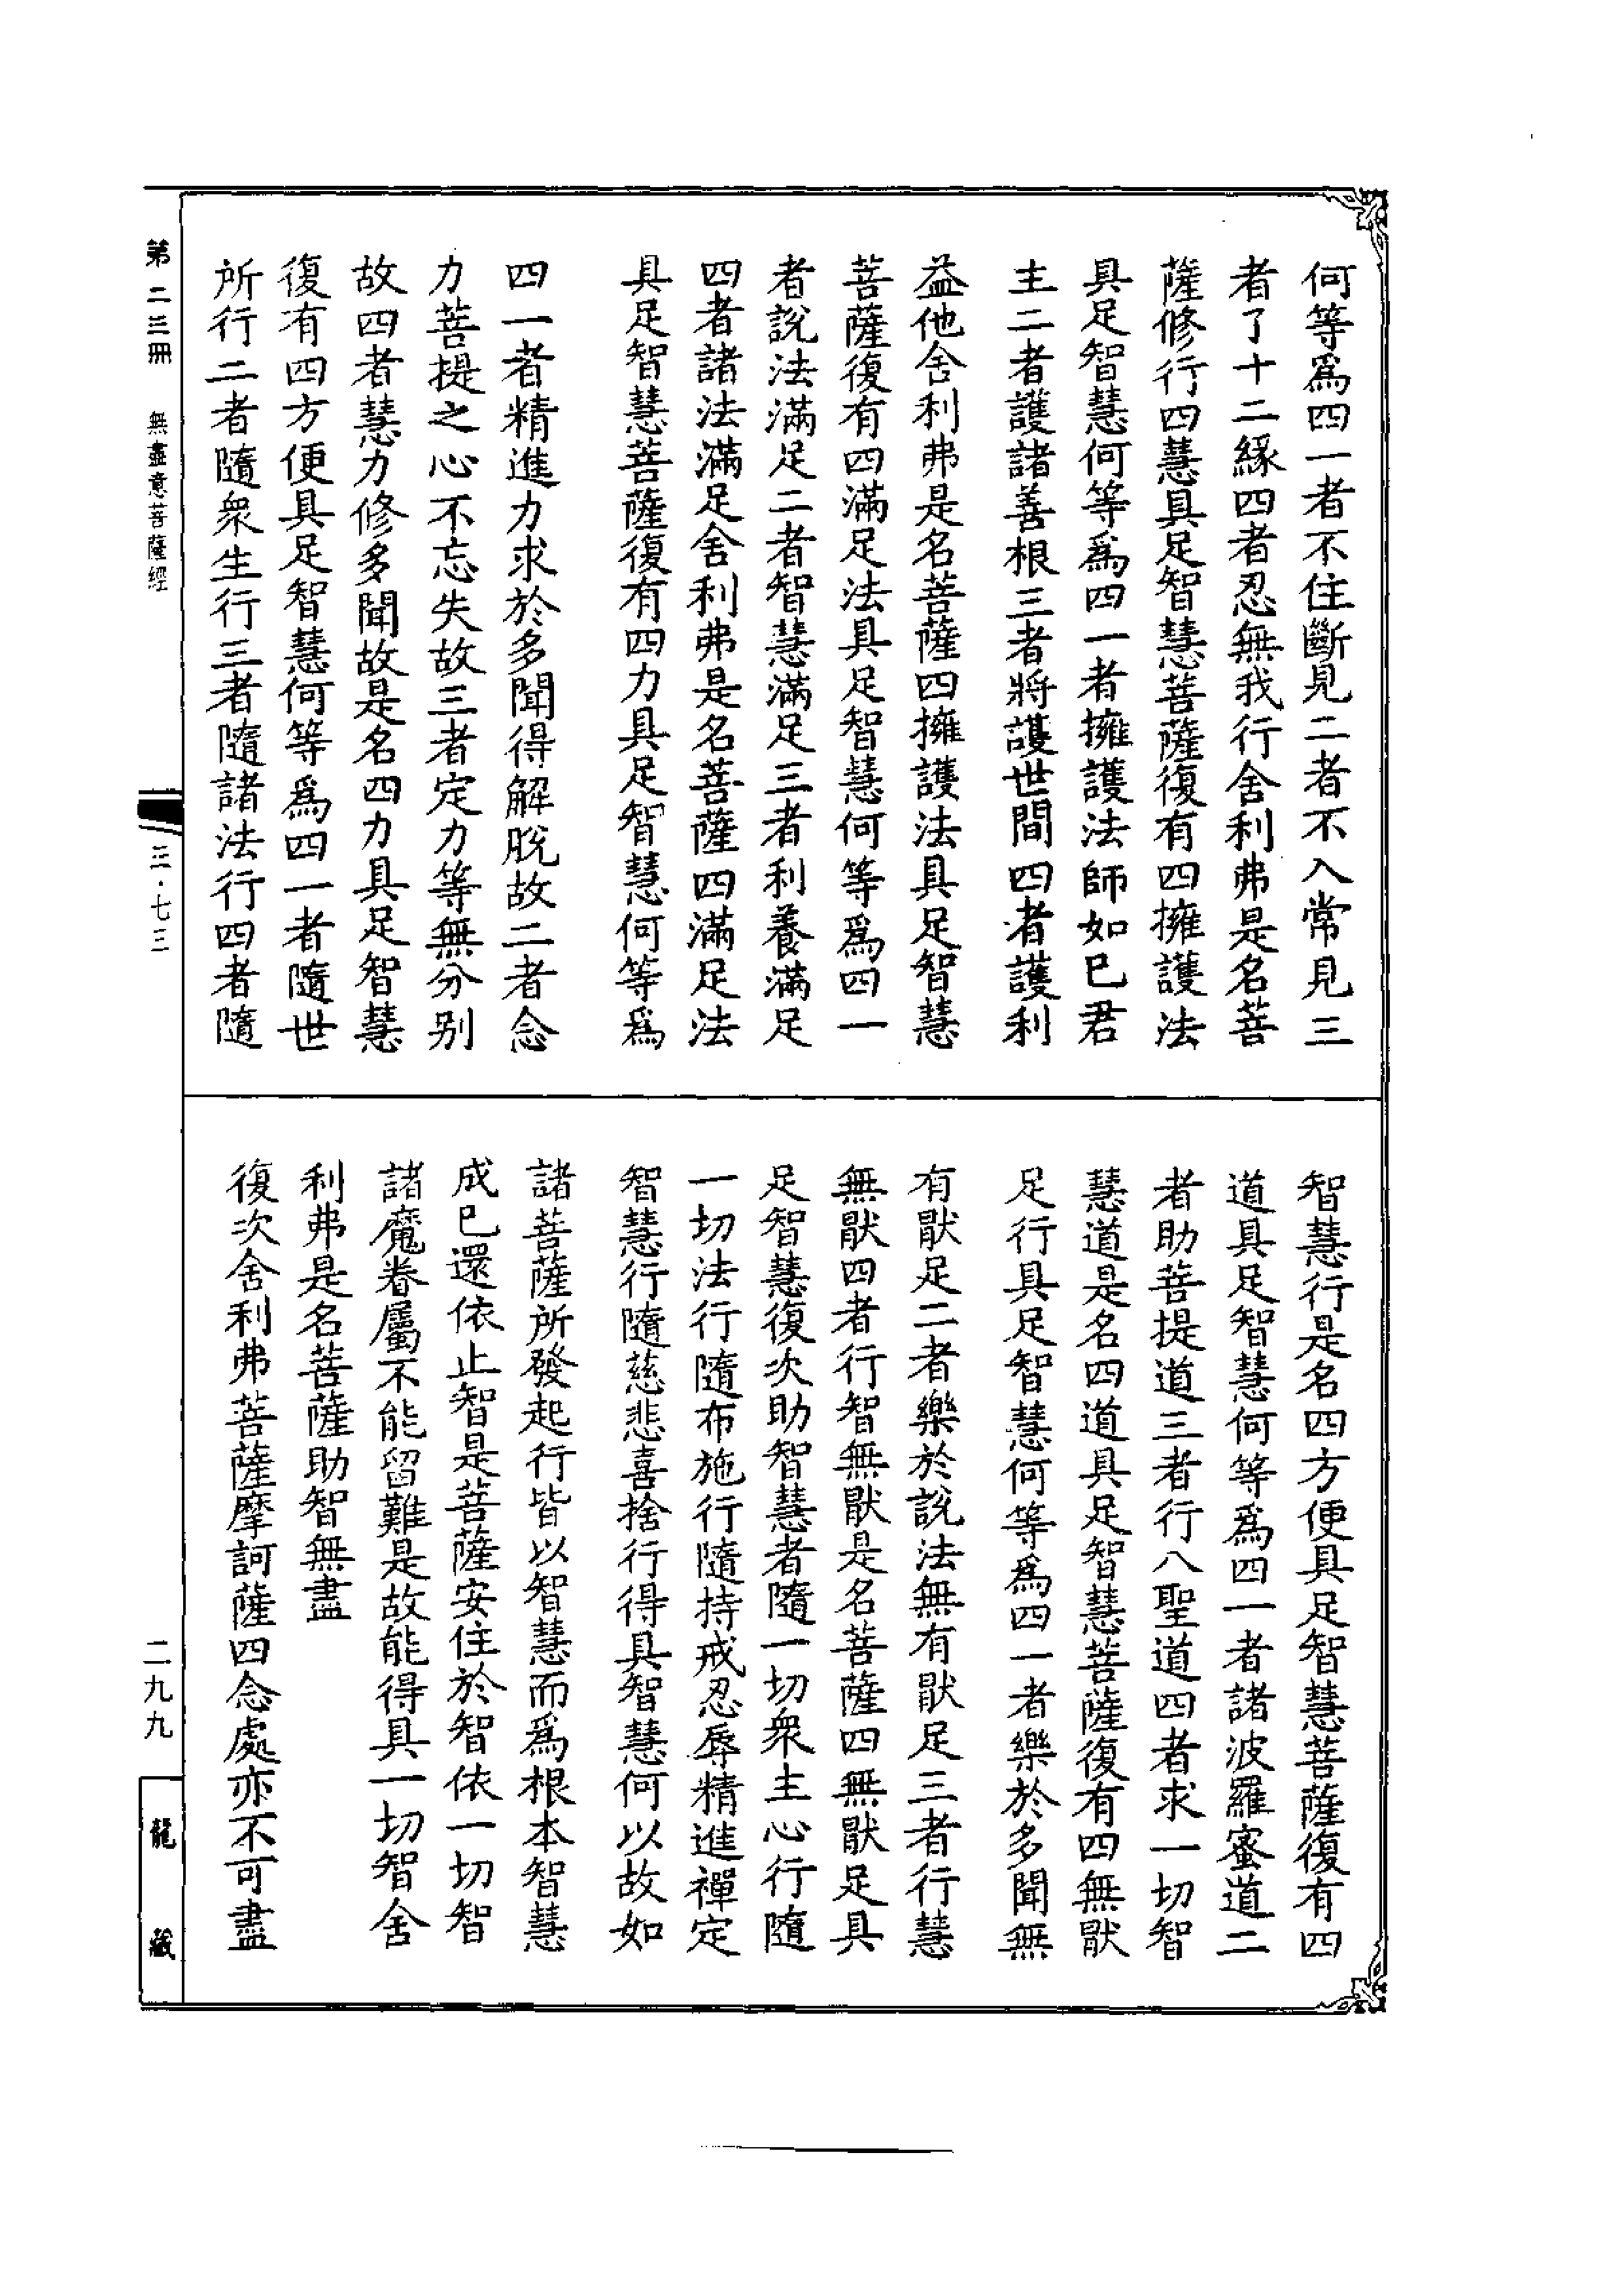 何等爲四一者不住斷見二者不入常見三
者了十二緣四者忍無我行舍利弗是名菩
薩修行四慧具足智慧菩薩復有四擁護法
具足智慧何等爲四一者擁護法師如已君
主二者護諸善根三者將護世間四者護利
益他舍利弗是名菩薩四擁護法具足智慧
菩薩復有四滿足法具足智慧何等爲四一
者說法滿足二者智慧滿足三者利養滿足
四者諸法滿足舍利弗是名菩薩四滿足法
具足智慧菩薩復有四力具足智慧何等爲
四一者精進力求於多聞得解脫故二者念
力菩提之心不忘失故三者定力等無分別
故四者慧力修多聞故是名四力具足智慧
復有四方便具足智慧何等爲四一者隨世
所行二者隨衆生行三者隨諸法行四者隨
智慧行是名四方便具足智慧菩薩復有四
道具足智慧何等爲四一者諸波羅蜜道二
者助菩提道三者行八聖道四者求一切智
慧道是名四道具足智慧菩薩復有四無猒
足行具足智慧何等爲四一者樂於多聞無
有猒足二者樂於說法無有猒足三者行慧
無猒四者行智無猒是名菩薩四無猒足具
足智慧復次助智慧者隨一切衆主心行隨
一切法行隨布施行隨持戒忍辱精進禪定
智慧行隨慈悲喜捨行得具智慧何以故如
諸菩薩所發起行皆以智慧而爲根本智慧
成已還依止智是菩薩安住於智依一切智
諸魔眷屬不能留難是故能得具一切智舍
利弗是名菩薩助智無盡
復次舍利弗菩薩摩訶薩四念處亦不可盡
第二三冊 無盡意菩薩經
三·七三
二九九
龍藏